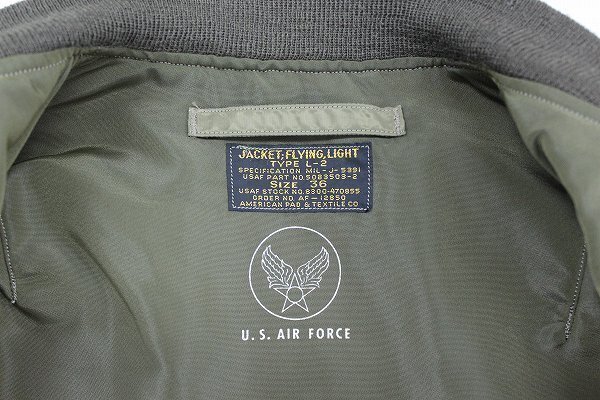 JACKET, FLYING, LIGHT
TYPE L-2
SPECIFICATION MIL-J-5391
USAF PART NO. 5083503-2
SIZE 36
USAF STOCK NO. 8300-470855
ORDER NO. AF-12850
AMERICAN PAD & TEXTILE CO
U.S. AIR FORCE